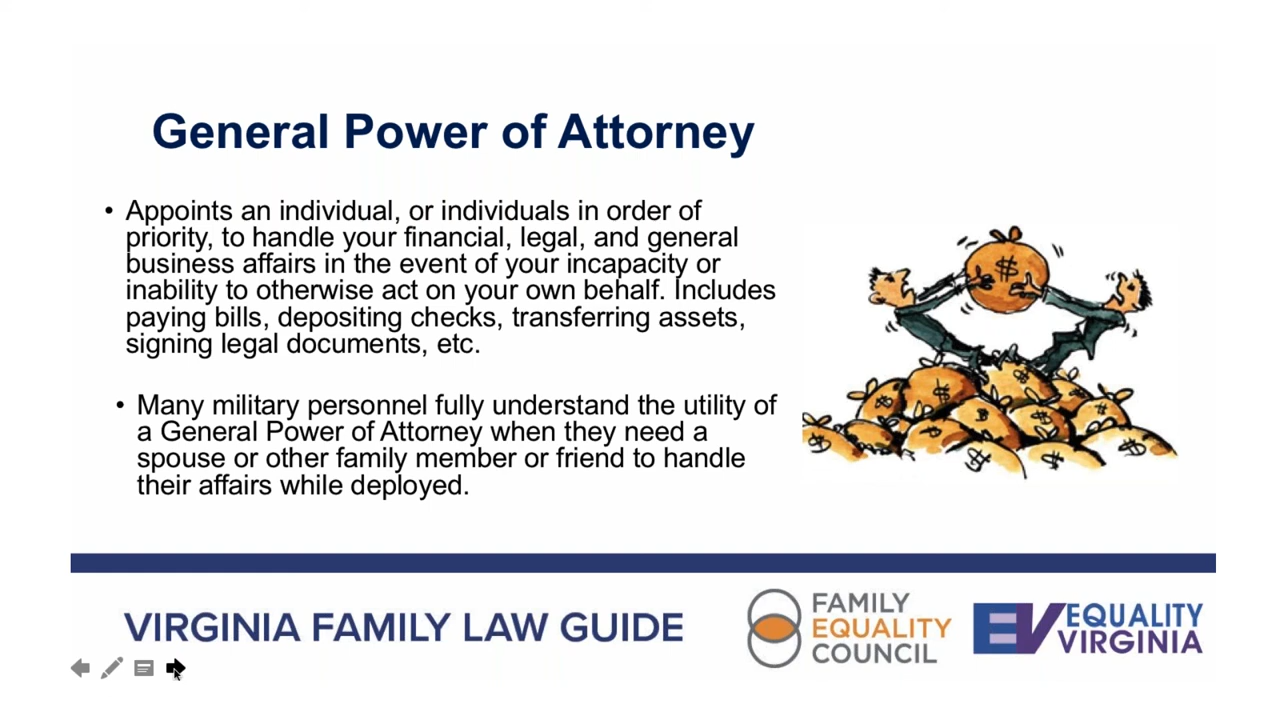 General Power of Attorney
• Appoints an individual, or individuals in order of
priority, to handle your financial, legal, and general
business affairs in the event of your incapacity or
inability to otherwise act on your own behalf. Includes
paying bills, depositing checks, transferring assets,
signing legal documents, etc.
• Many military personnel fully understand the utility of
a General Power of Attorney when they need a
spouse or other family member or friend to handle
their affairs while deployed.
$
$
$
$
$
$
$
$
$
VIRGINIA FAMILY LAW GUIDE
FAMILY
EQUALITY
COUNCIL
EV
EQUALITY
VIRGINIA